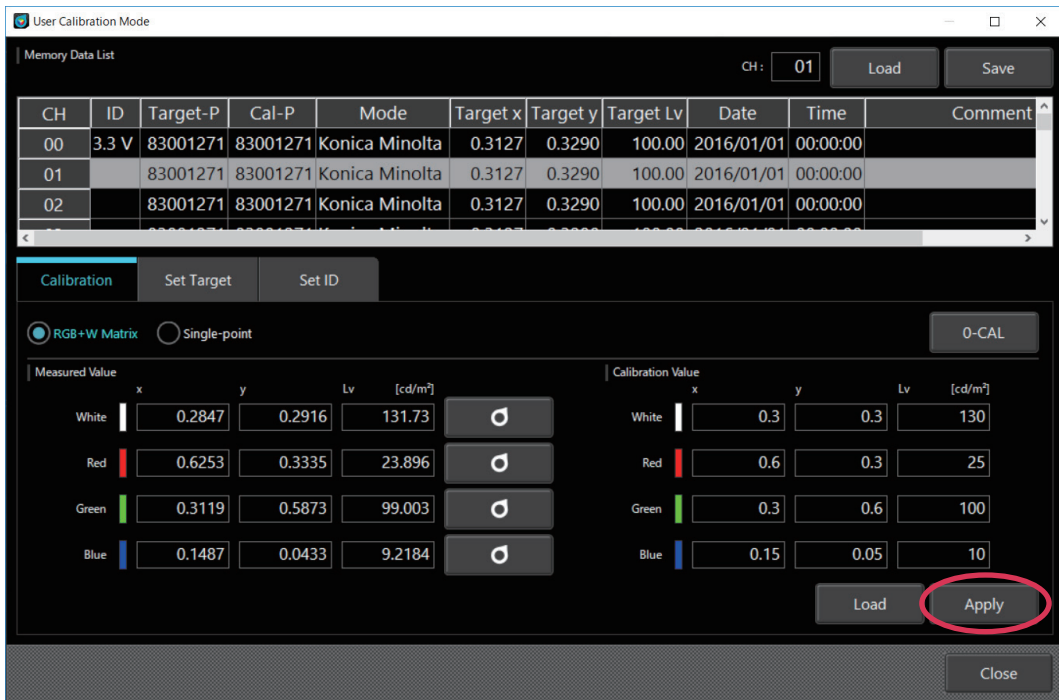 User Calibration Mode
Memory Data List
CH : 01 Load Save
CH ID Target-P Cal-P Mode Target x Target y Target Lv Date Time Comment
00 3.3 V 83001271 83001271 Konica Minolta 0.3127 0.3290 100.00 2016/01/01 00:00:00
01 83001271 83001271 Konica Minolta 0.3127 0.3290 100.00 2016/01/01 00:00:00
02 83001271 83001271 Konica Minolta 0.3127 0.3290 100.00 2016/01/01 00:00:00
Calibration Set Target Set ID
RGB+W Matrix Single-point 0-CAL
Measured Value Calibration Value
x y Lv [cd/m²] x y Lv [cd/m²]
White 0.2847 0.2916 131.73 White 0.3 0.3 130
Red 0.6253 0.3335 23.896 Red 0.6 0.3 25
Green 0.3119 0.5873 99.003 Green 0.3 0.6 100
Blue 0.1487 0.0433 9.2184 Blue 0.15 0.05 10
Load Apply
Close